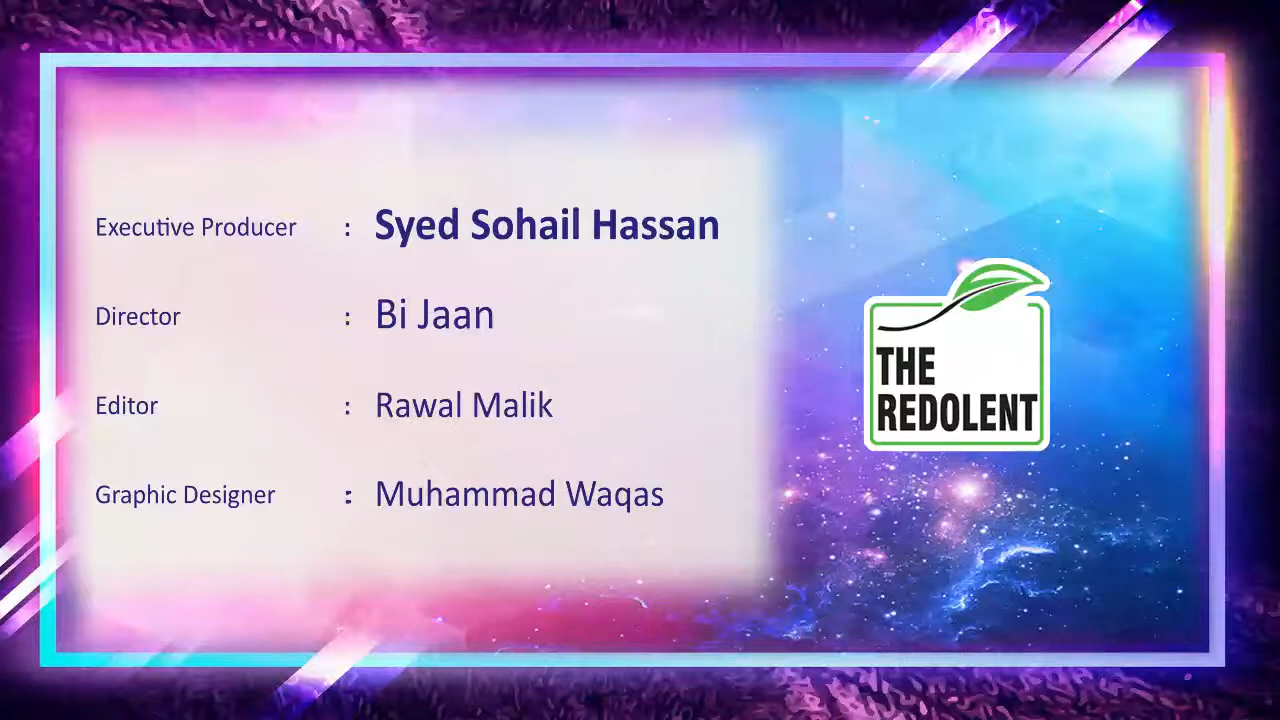 Executive Producer : Syed Sohail Hassan
Director : Bi Jaan
Editor : Rawal Malik
Graphic Designer : Muhammad Waqas
THE
REDOLENT